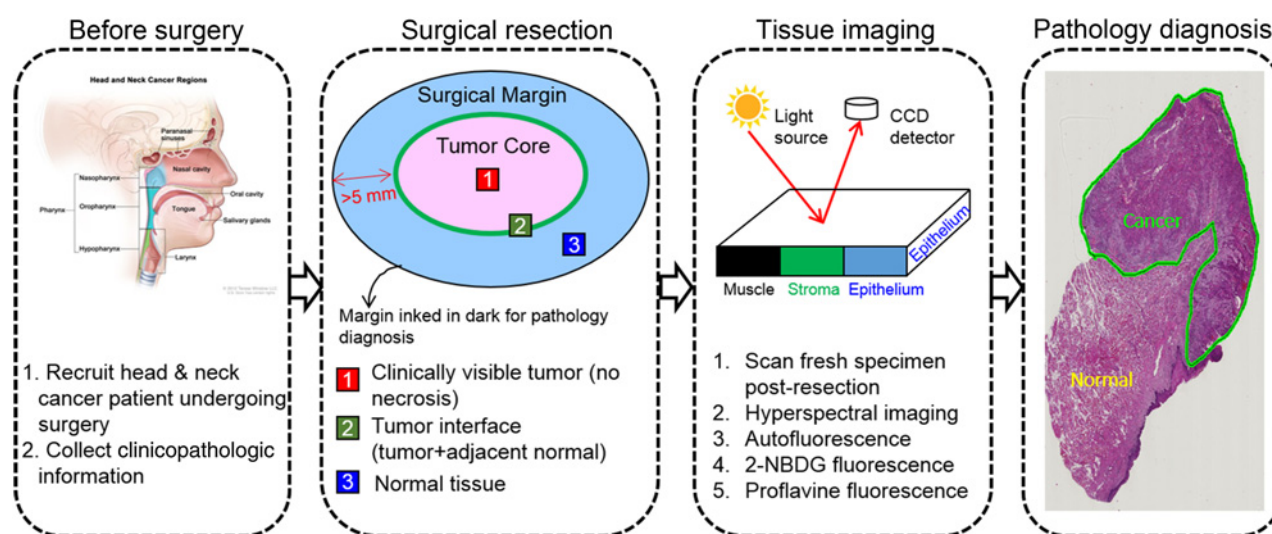 Before surgery
Head and Neck Cancer Regions
Paranasal
sinuses
Nasal cavity
Nasopharynx
Oral cavity
Pharynx
Oropharynx
Tongue
Salivary glands
Hypopharynx
Larynx
1. Recruit head & neck
cancer patient undergoing
surgery
2. Collect clinicopathologic
information
Surgical resection
Surgical Margin
Tumor Core
1
>5 mm
2
3
Margin inked in dark for pathology
diagnosis
1 Clinically visible tumor (no
necrosis)
2 Tumor interface
(tumor+adjacent normal)
3 Normal tissue
Tissue imaging
Light
source
CCD
detector
Epithelium
Muscle Stroma Epithelium
1. Scan fresh specimen
post-resection
2. Hyperspectral imaging
3. Autofluorescence
4. 2-NBDG fluorescence
5. Proflavine fluorescence
Pathology diagnosis
Cancer
Normal